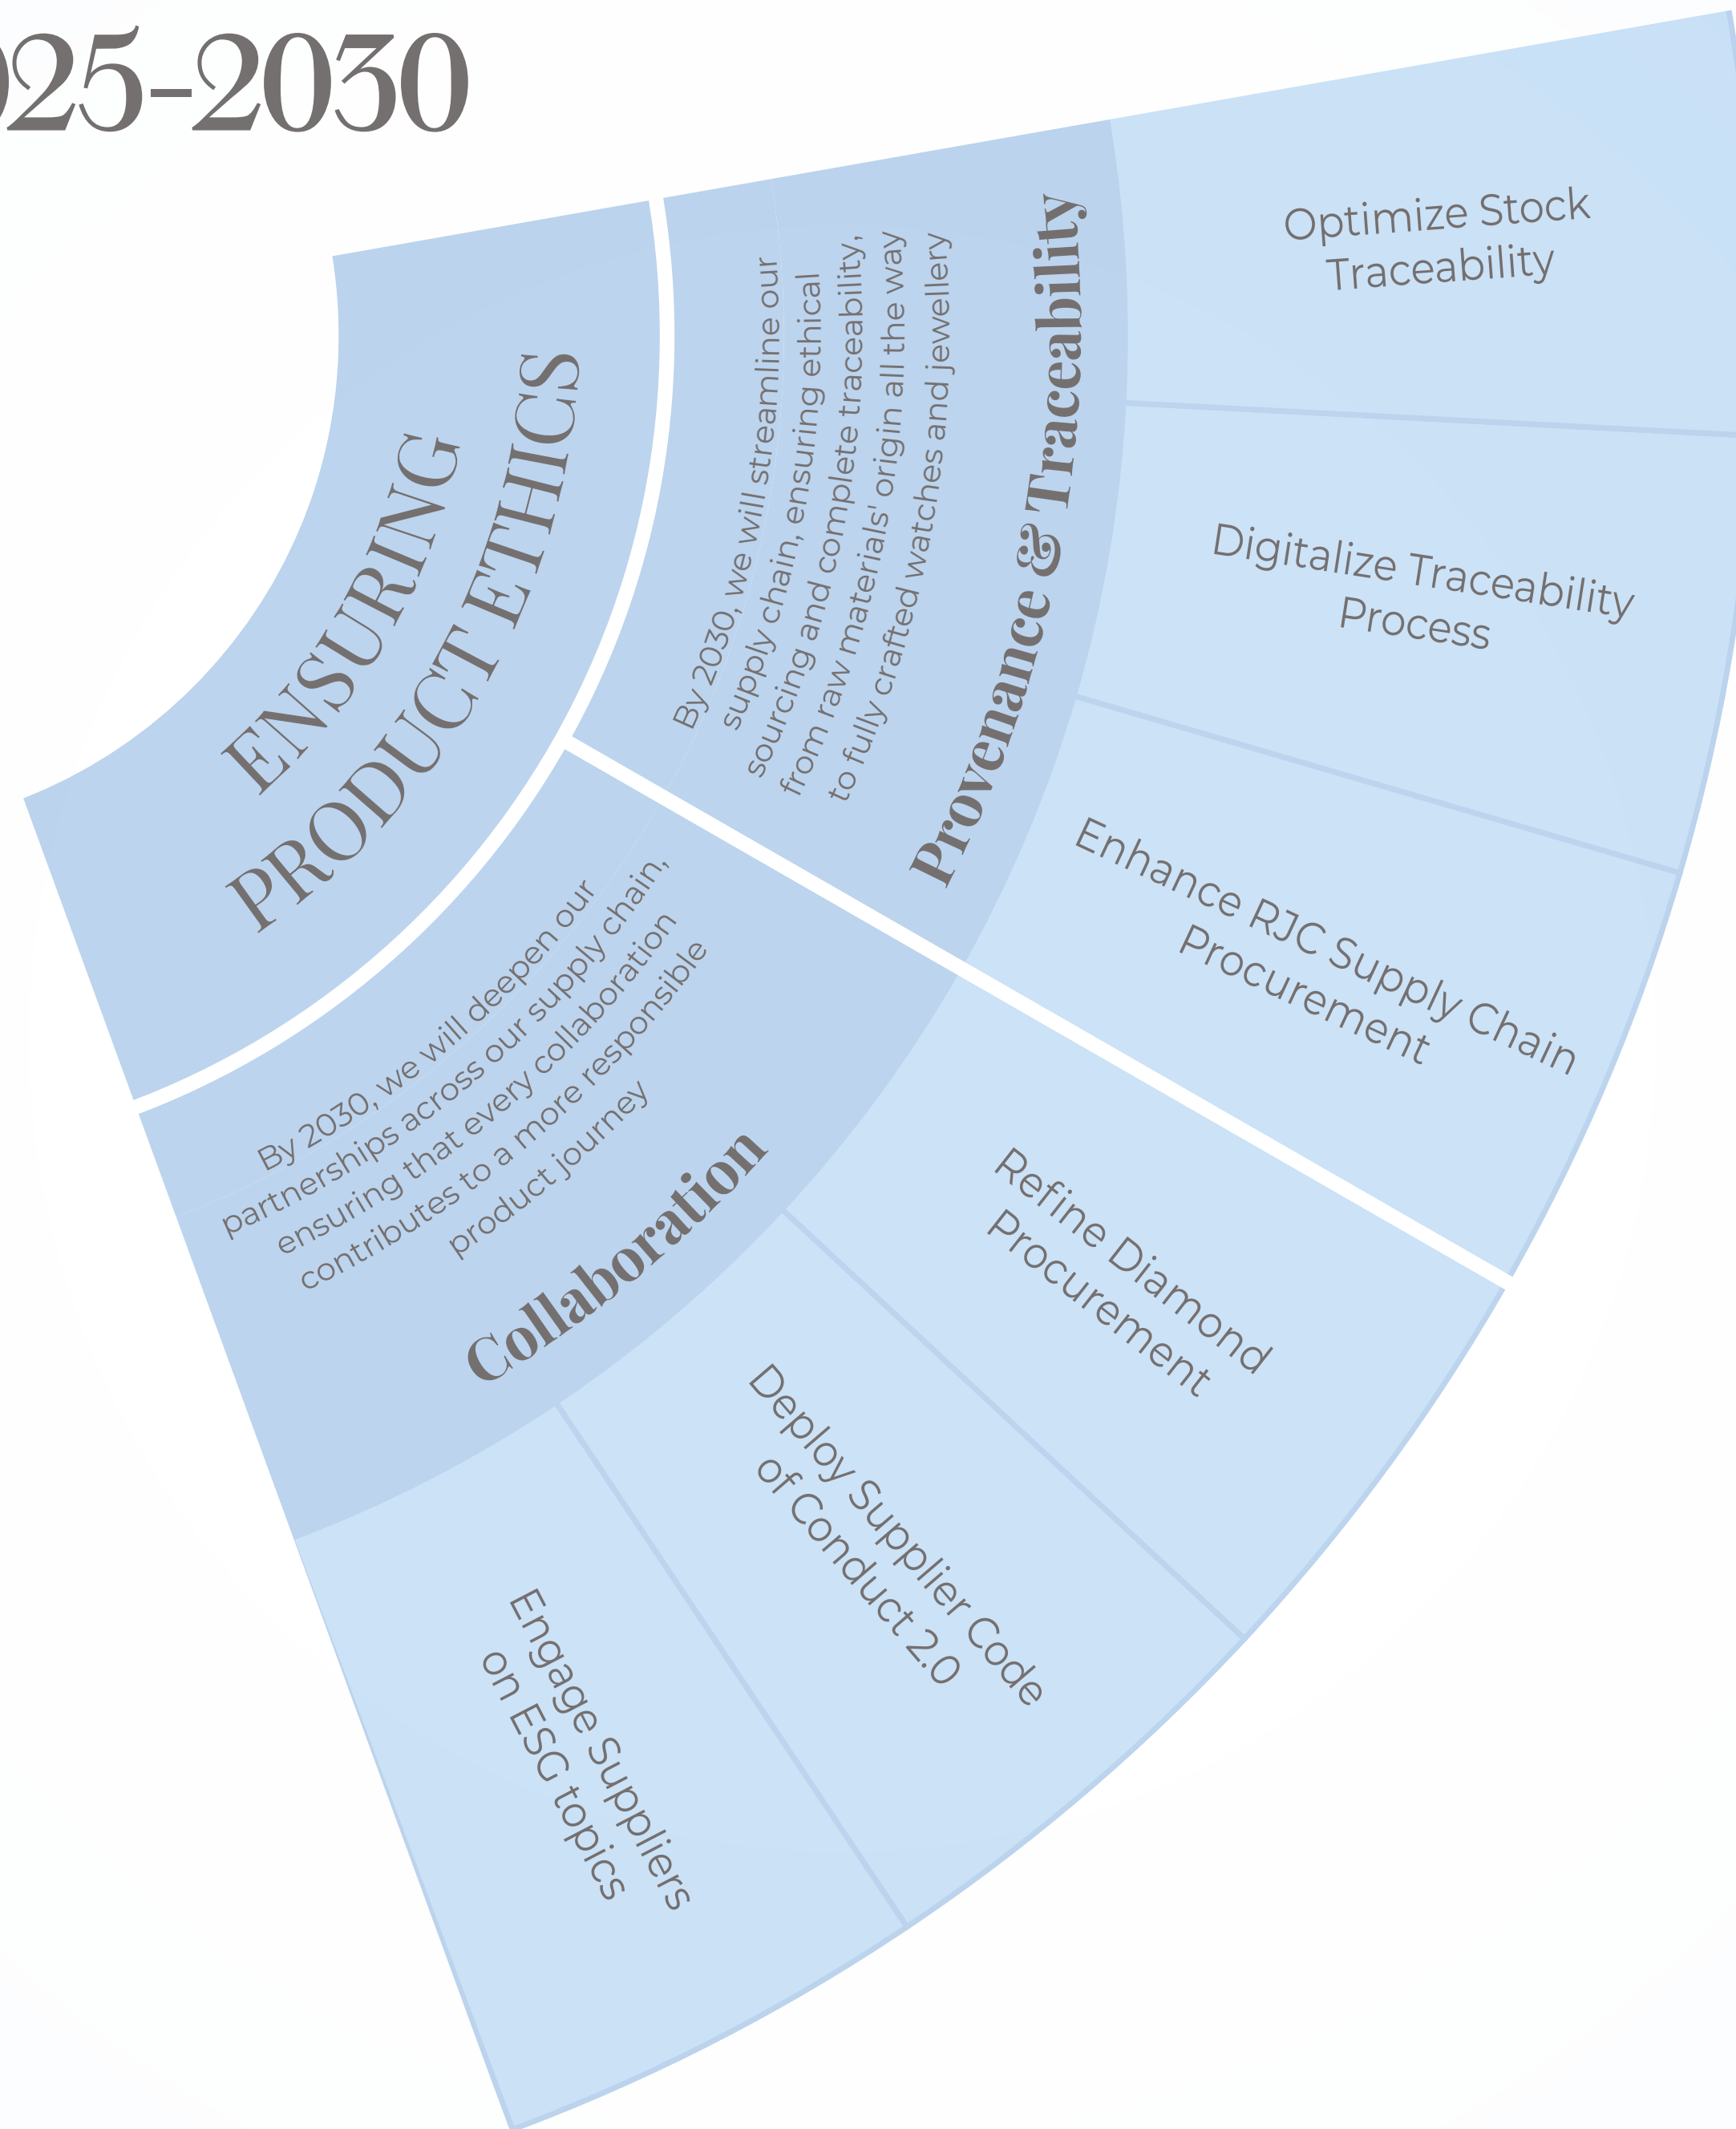 025-2030
ENSURING
PRODUCT ETHICS
By 2030, we will streamline our
supply chain, ensuring ethical
sourcing and complete traceability,
from raw materials' origin all the way
to fully crafted watches and jewellery
Provenance & Traceability
Optimize Stock
Traceability
Digitalize Traceability
Process
Enhance RJC Supply Chain
Procurement
By 2030, we will deepen our
partnerships across our supply chain,
ensuring that every collaboration
contributes to a more responsible
product journey
Collaboration
Refine Diamond
Procurement
Deploy Supplier Code
of Conduct 2.0
Engage Suppliers
on ESG topics